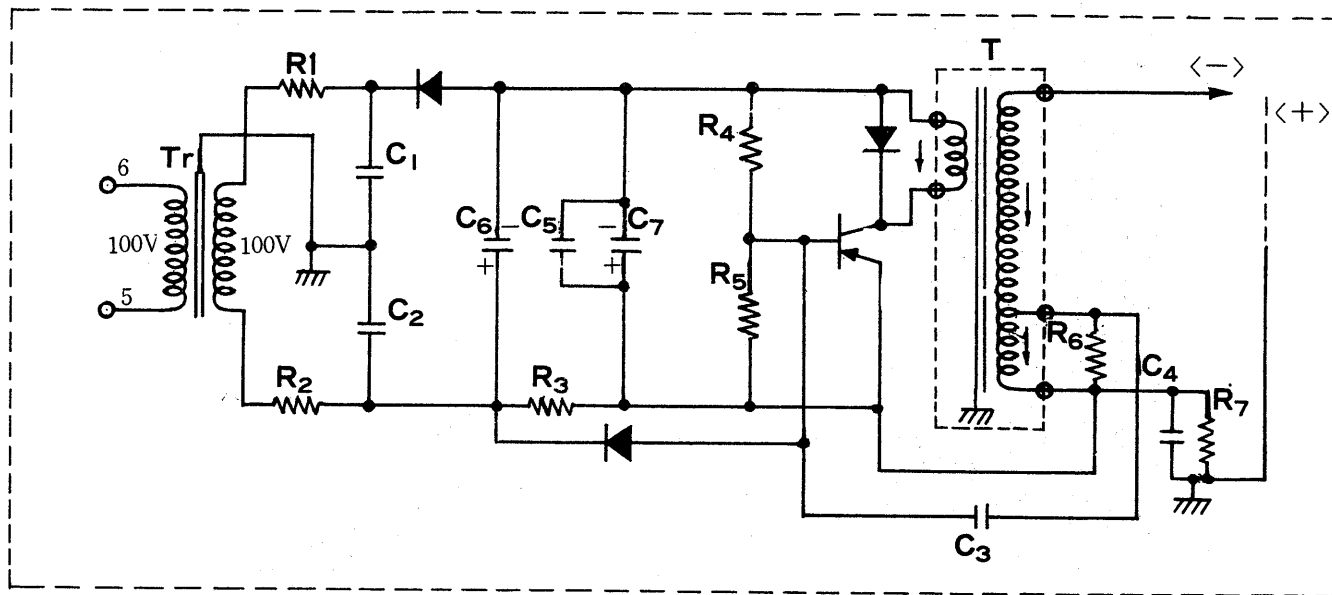 T
<->
<+>
R1
R4
Tr
C1
6
C6
-
C5
-
C7
100V
100V
+
+
R5
5
C2
R6
C4
R2
R3
R7
C3